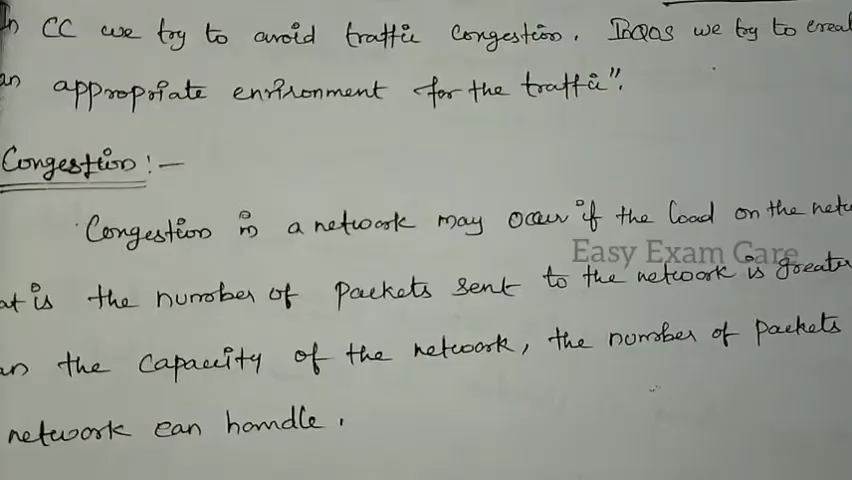 In CC we try to avoid traffic congestion. In QOS we try to creat
an appropriate environment for the traffic".
Congestion:-
Congestion in a network may occur if the load on the netw
Easy Exam Care
at is the number of packets sent to the network is greater
an the capacity of the network, the number of packets
network can handle.